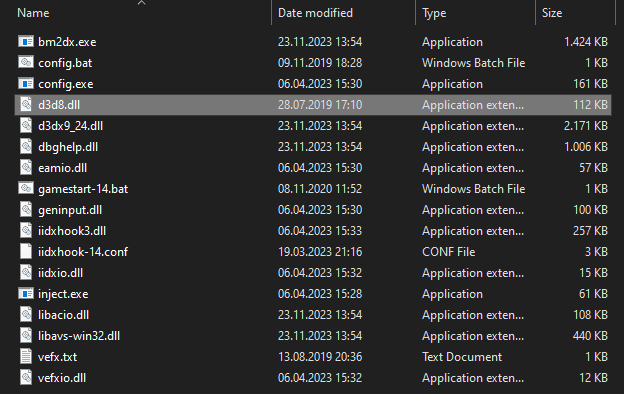 Name Date modified Type Size
bm2dx.exe 23.11.2023 13:54 Application 1.424 KB
config.bat 09.11.2019 18:28 Windows Batch File 1 KB
config.exe 06.04.2023 15:30 Application 161 KB
d3d8.dll 28.07.2019 17:10 Application exten... 112 KB
d3dx9_24.dll 23.11.2023 13:54 Application exten... 2.171 KB
dbghelp.dll 23.11.2023 13:54 Application exten... 1.006 KB
eamio.dll 06.04.2023 15:30 Application exten... 57 KB
gamestart-14.bat 08.11.2020 11:52 Windows Batch File 1 KB
geninput.dll 06.04.2023 15:30 Application exten... 100 KB
iidxhook3.dll 06.04.2023 15:33 Application exten... 257 KB
iidxhook-14.conf 19.03.2023 21:16 CONF File 3 KB
iidxio.dll 06.04.2023 15:32 Application exten... 15 KB
inject.exe 06.04.2023 15:28 Application 61 KB
libacio.dll 23.11.2023 13:54 Application exten... 108 KB
libavs-win32.dll 23.11.2023 13:54 Application exten... 440 KB
vefx.txt 13.08.2019 20:36 Text Document 1 KB
vefxio.dll 06.04.2023 15:32 Application exten... 12 KB